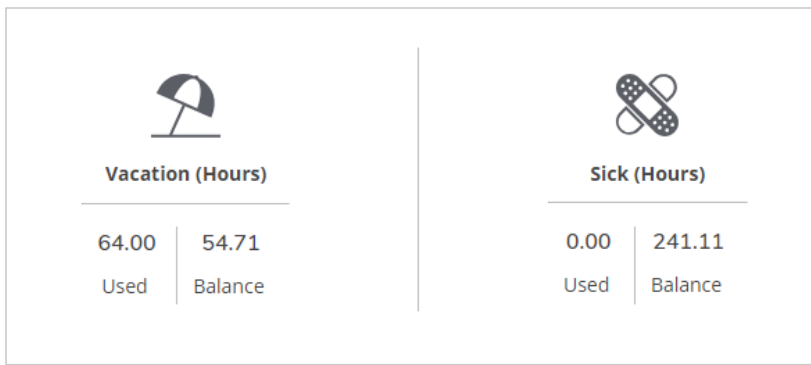 Vacation (Hours)
64.00 54.71
Used Balance
Sick (Hours)
0.00 241.11
Used Balance